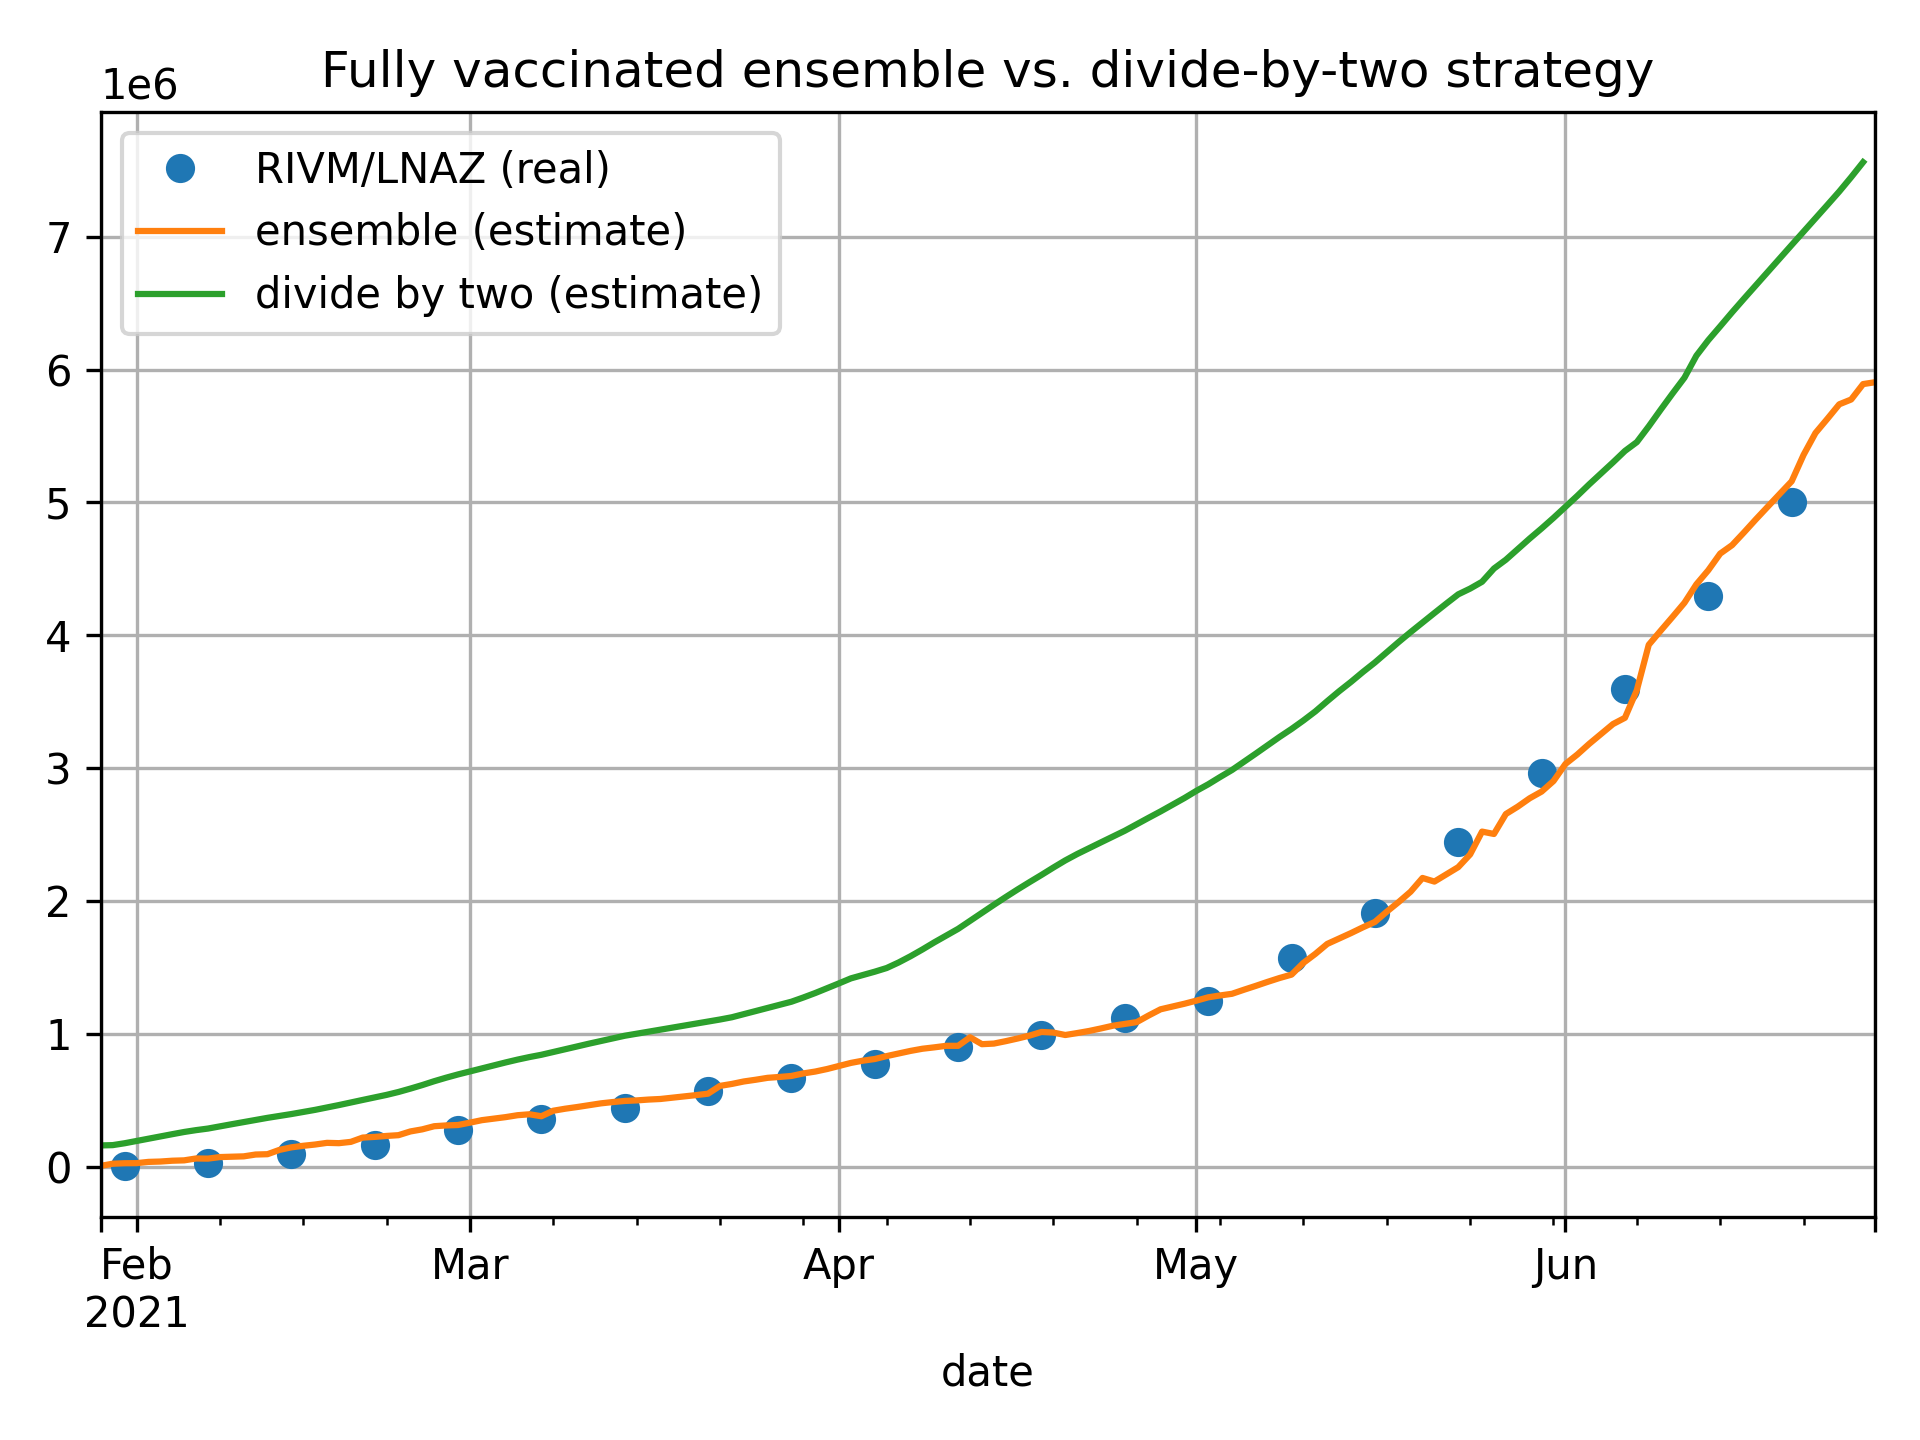 Fully vaccinated ensemble vs. divide-by-two strategy
1e6
RIVM/LNAZ (real)
ensemble (estimate)
divide by two (estimate)
7
6
5
4
3
2
1
0
Feb Mar Apr May Jun
2021
date